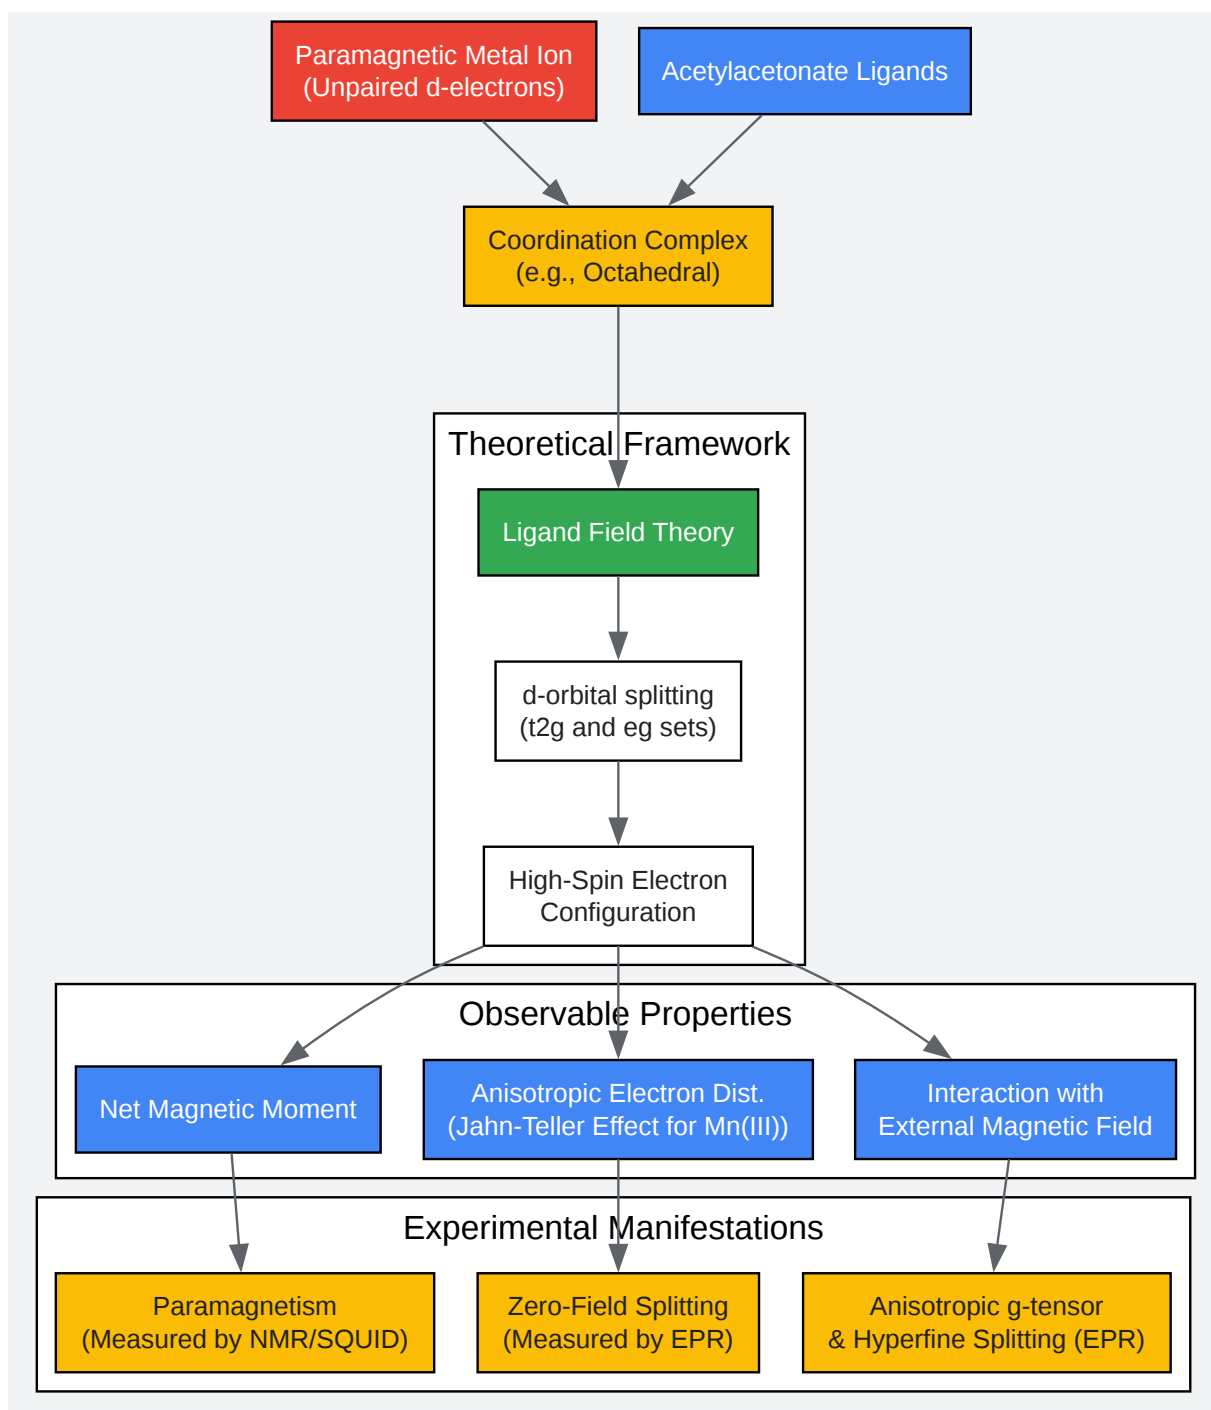 Paramagnetic Metal Ion
(Unpaired d-electrons)
Acetylacetonate Ligands
Coordination Complex
(e.g., Octahedral)
Theoretical Framework
Ligand Field Theory
d-orbital splitting
(t2g and eg sets)
High-Spin Electron
Configuration
Observable Properties
Net Magnetic Moment
Anisotropic Electron Dist.
(Jahn-Teller Effect for Mn(III))
Interaction with
External Magnetic Field
Experimental Manifestations
Paramagnetism
(Measured by NMR/SQUID)
Zero-Field Splitting
(Measured by EPR)
Anisotropic g-tensor
& Hyperfine Splitting (EPR)